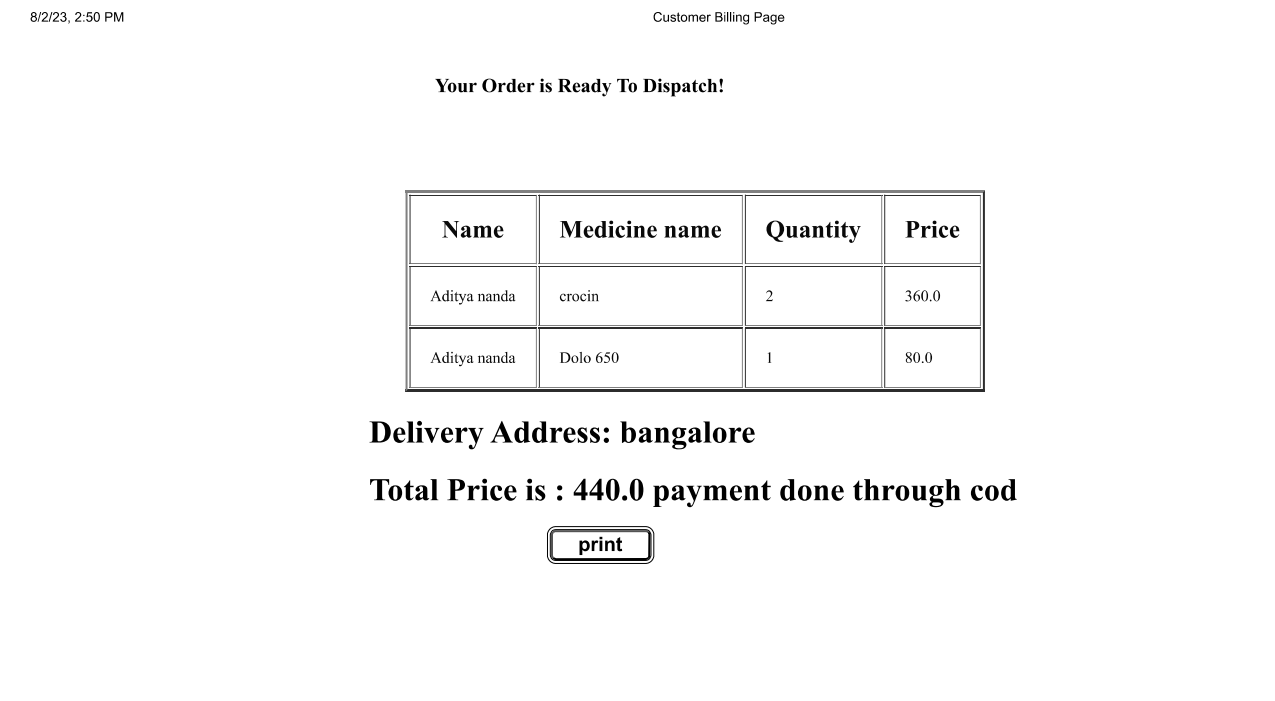 8/2/23, 2:50 PM Customer Billing Page
Your Order is Ready To Dispatch!
Name Medicine name Quantity Price
Aditya nanda crocin 2 360.0
Aditya nanda Dolo 650 1 80.0
Delivery Address: bangalore
Total Price is : 440.0 payment done through cod
print